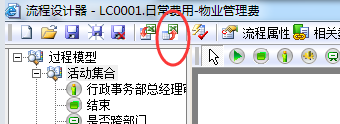 流程设计器 - LC0001.日常费用-物业管理费
流程属性 相关
过程模型
活动集合
行政事务部总经理审
结束
是否跨部门